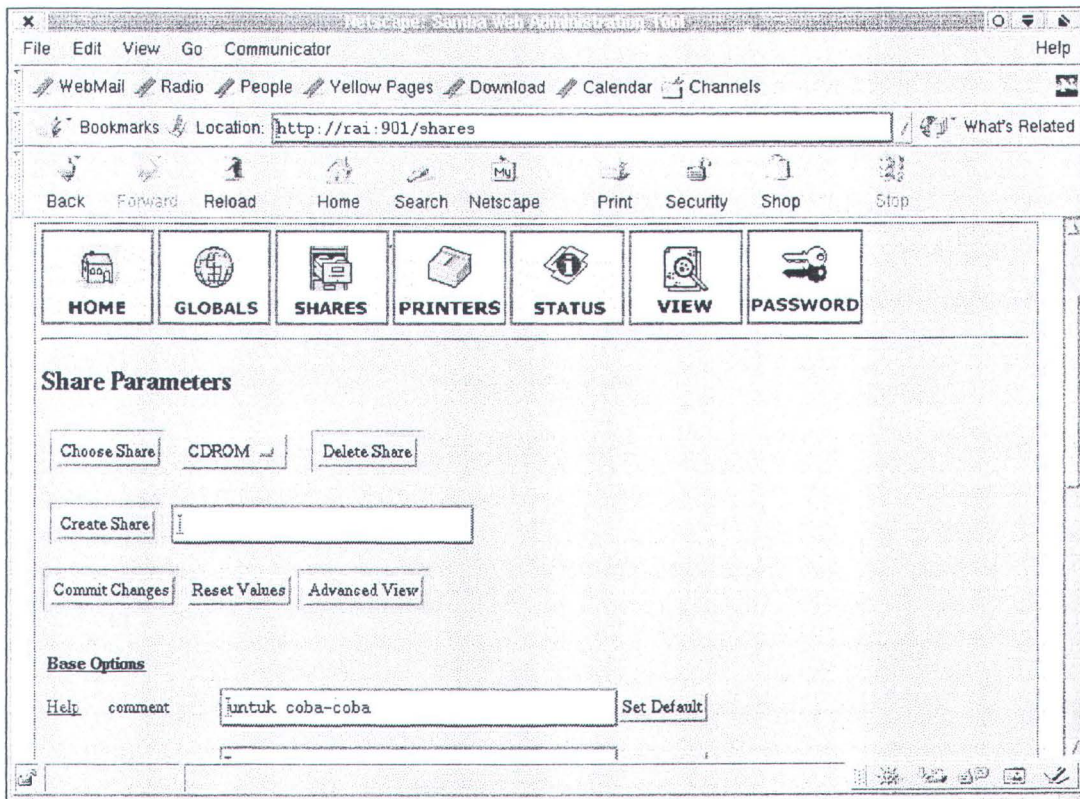 Netscape: Samba Web Administration Tool
File Edit View Go Communicator Help
WebMail Radio People Yellow Pages Download Calendar Channels
Bookmarks Location: http://rai:901/shares What's Related
Back Forward Reload Home Search Netscape Print Security Shop Stop
My
HOME GLOBALS SHARES PRINTERS STATUS VIEW PASSWORD
Share Parameters
Choose Share CDROM Delete Share
Create Share
Commit Changes Reset Values Advanced View
Base Options
Help comment untuk coba-coba Set Default